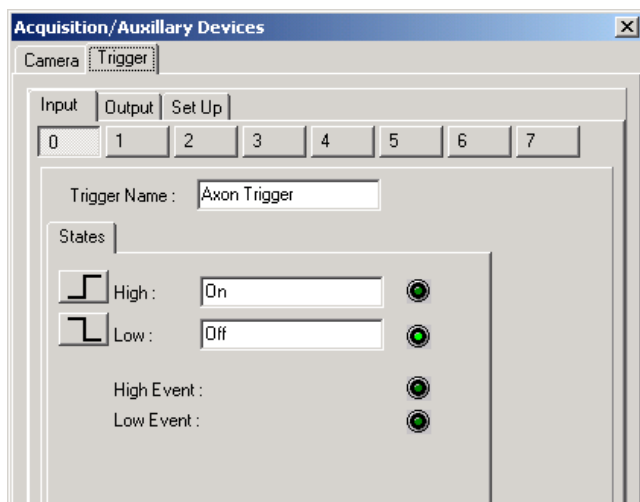 Acquisition/Auxillary Devices
Camera Trigger
Input Output Set Up
0 1 2 3 4 5 6 7
Trigger Name : Axon Trigger
States
High : On
Low : Off
High Event :
Low Event :